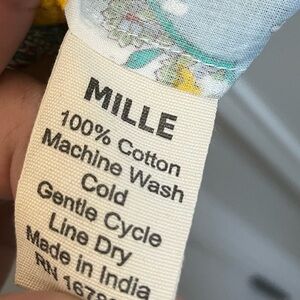 MILLE
100% Cotton
Machine Wash
Cold
Gentle Cycle
Line Dry
Made in India
RN